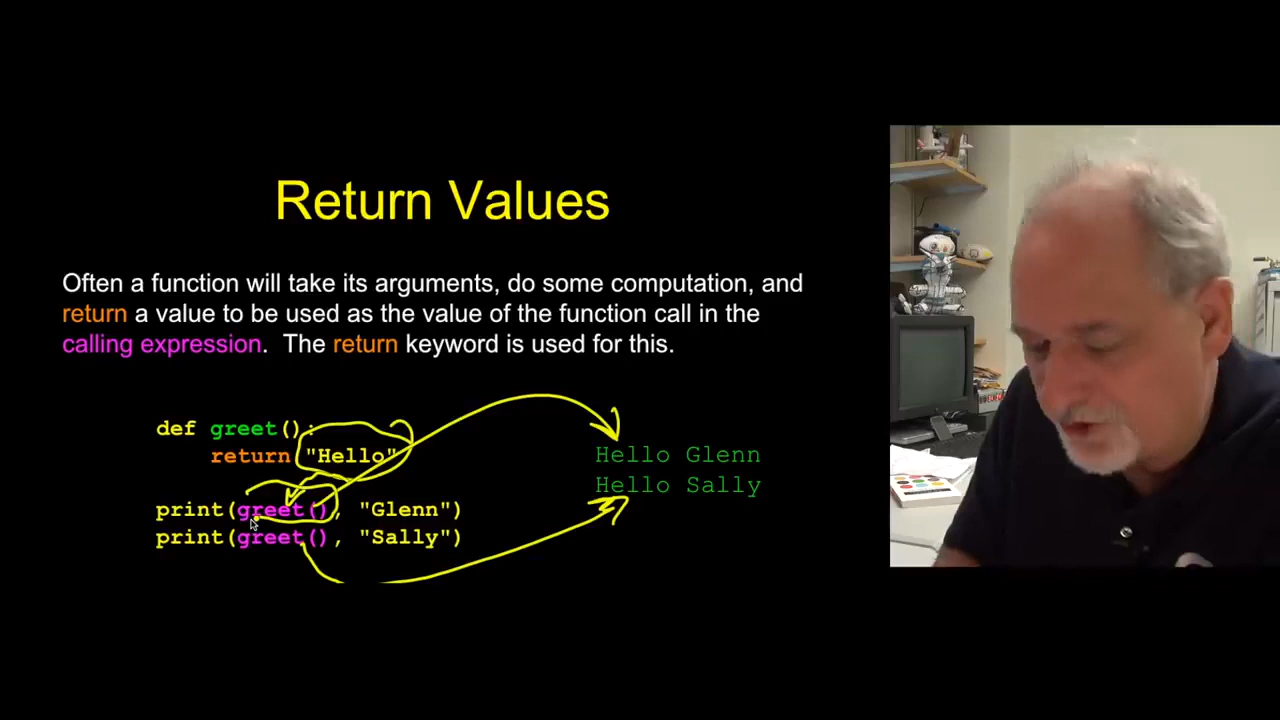 Return Values
Often a function will take its arguments, do some computation, and
return a value to be used as the value of the function call in the
calling expression.  The return keyword is used for this.
def greet():
    return "Hello"
print(greet(), "Glenn")
print(greet(), "Sally")
Hello Glenn
Hello Sally